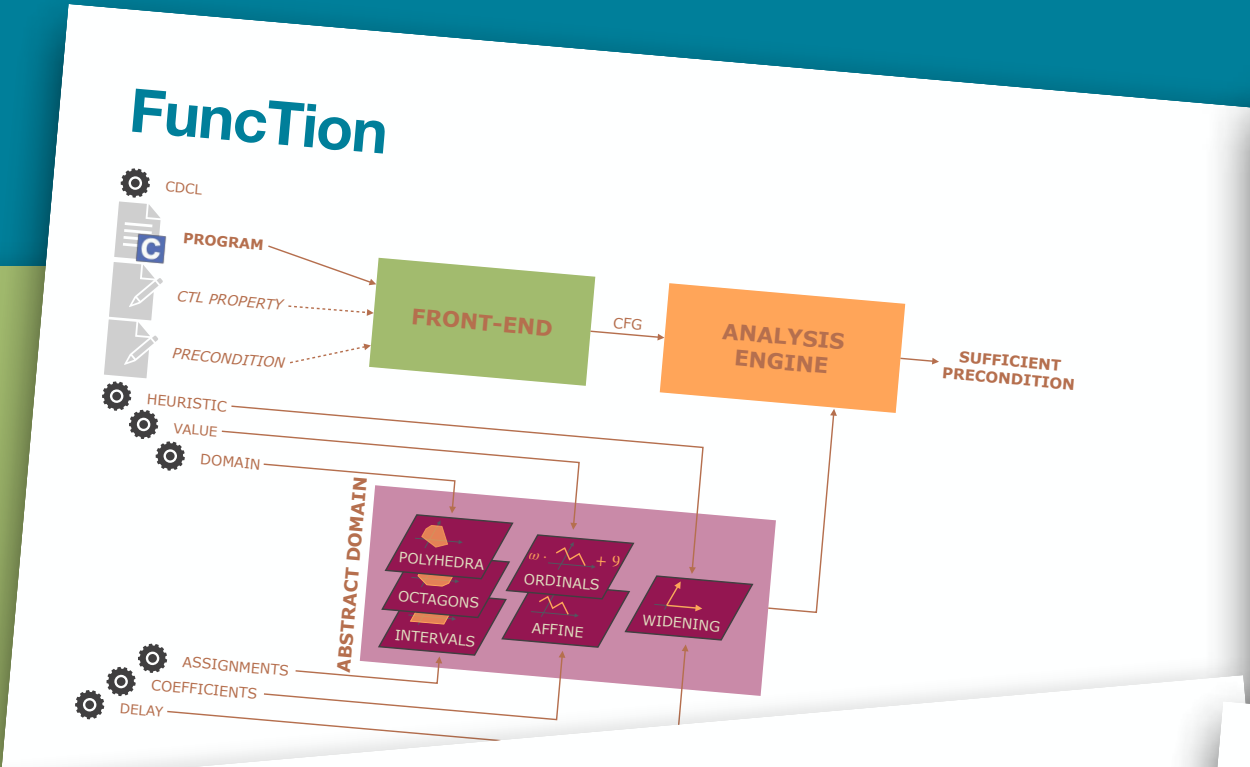 FuncTion
CDCL
C
PROGRAM
CTL PROPERTY
PRECONDITION
FRONT-END
CFG
ANALYSIS
ENGINE
SUFFICIENT
PRECONDITION
HEURISTIC
VALUE
DOMAIN
ABSTRACT DOMAIN
POLYHEDRA
OCTAGONS
INTERVALS
ω · + 9
ORDINALS
AFFINE
WIDENING
ASSIGNMENTS
COEFFICIENTS
DELAY